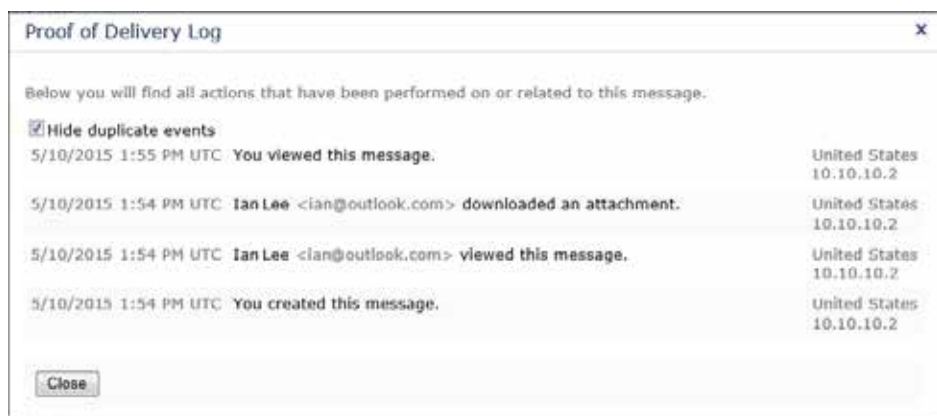 Proof of Delivery Log x
Below you will find all actions that have been performed on or related to this message.
Hide duplicate events
5/10/2015 1:55 PM UTC You viewed this message. United States
10.10.10.2
5/10/2015 1:54 PM UTC Ian Lee <ian@outlook.com> downloaded an attachment. United States
10.10.10.2
5/10/2015 1:54 PM UTC Ian Lee <ian@outlook.com> viewed this message. United States
10.10.10.2
5/10/2015 1:54 PM UTC You created this message. United States
10.10.10.2
Close